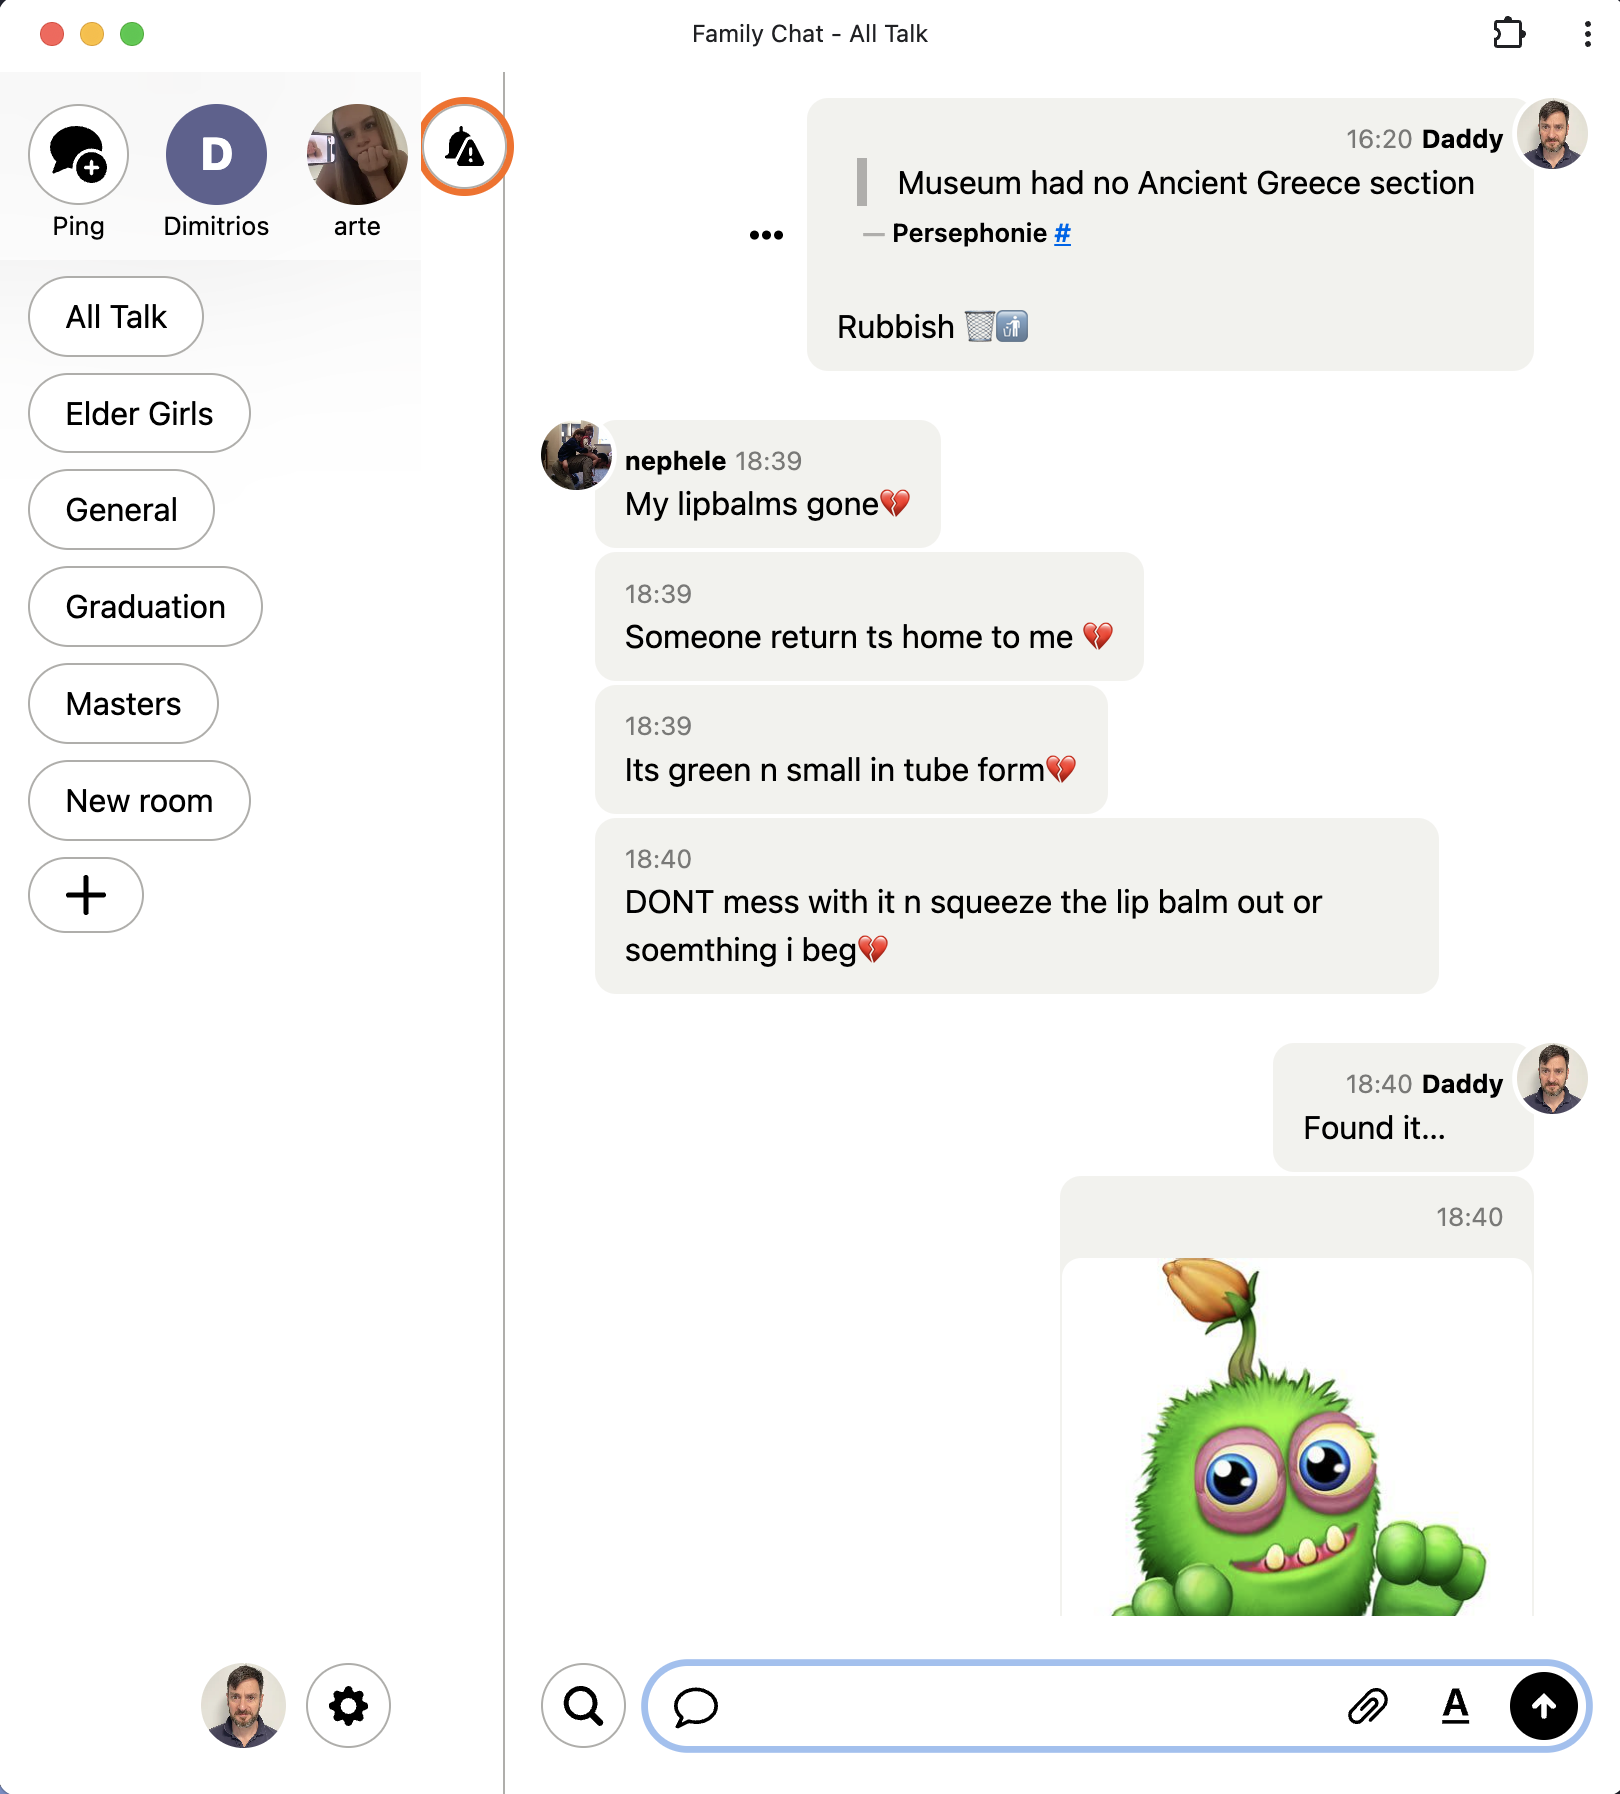 Family Chat - All Talk
D
Ping
Dimitrios
arte
All Talk
Elder Girls
General
Graduation
Masters
New room
16:20 Daddy
Museum had no Ancient Greece section
— Persephonie #
Rubbish 🗑️🚮
nephele 18:39
My lipbalms gone💔
18:39
Someone return ts home to me 💔
18:39
Its green n small in tube form💔
18:40
DONT mess with it n squeeze the lip balm out or
soemthing i beg💔
18:40 Daddy
Found it...
18:40
A